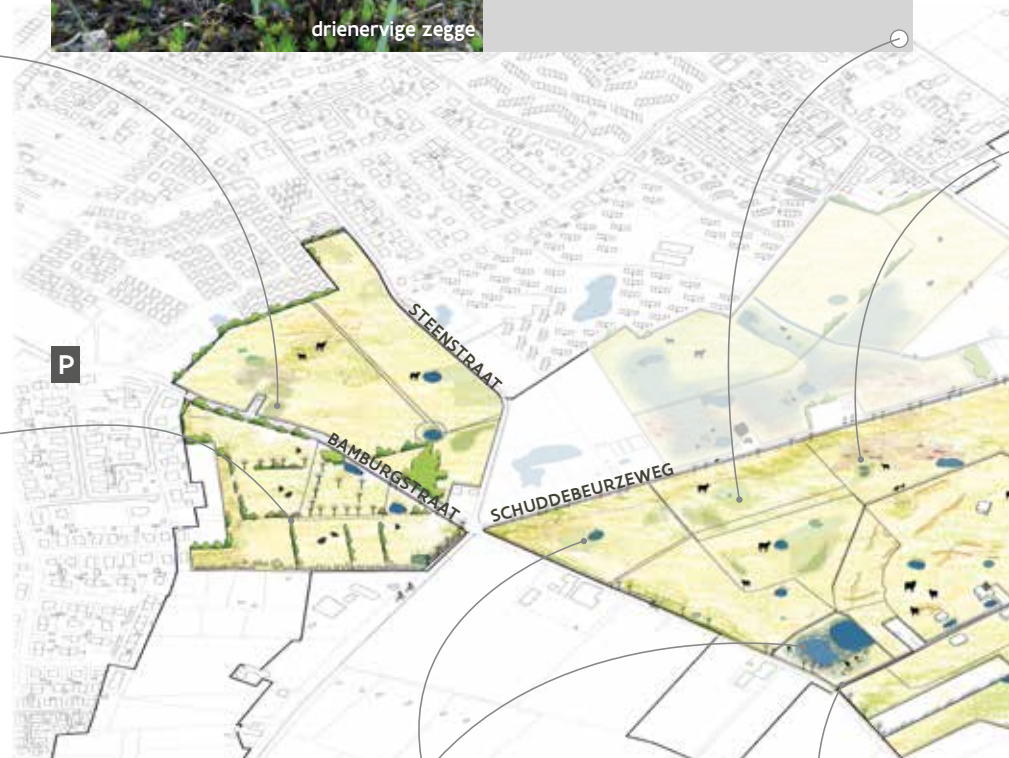 drienervige zegge
STEENSTRAAT
P
BAMBURGSTRAAT
SCHUDDEBEURZEWEG